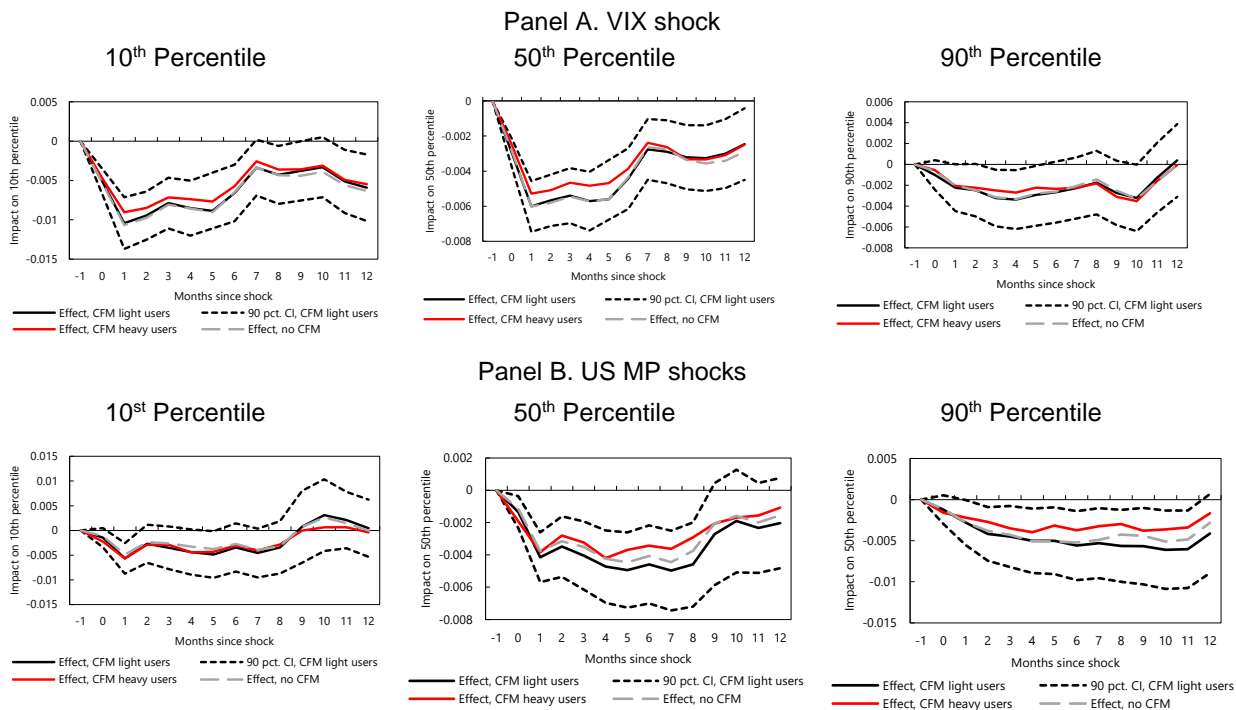 Panel A. VIX shock
10th Percentile
50th Percentile
90th Percentile
Impact on 10th percentile
0.005
0
-0.005
-0.01
-0.015
-1 0 1 2 3 4 5 6 7 8 9 10 11 12
Months since shock
Effect, CFM light users
90 pct. CI, CFM light users
Effect, CFM heavy users
Effect, no CFM
Impact on 50th percentile
0
-0.002
-0.004
-0.006
-0.008
-1 0 1 2 3 4 5 6 7 8 9 10 11 12
Months since shock
Effect, CFM light users
90 pct. CI, CFM light users
Effect, CFM heavy users
Effect, no CFM
Impact on 90th percentile
0.006
0.004
0.002
0
-0.002
-0.004
-0.006
-0.008
-1 0 1 2 3 4 5 6 7 8 9 10 11 12
Months since shock
Effect, CFM light users
90 pct. CI, CFM light users
Effect, CFM heavy users
Effect, no CFM
Panel B. US MP shocks
10st Percentile
50th Percentile
90th Percentile
Impact on 10th percentile
0.015
0.01
0.005
0
-0.005
-0.01
-0.015
-1 0 1 2 3 4 5 6 7 8 9 10 11 12
Months since shock
Effect, CFM light users
90 pct. CI, CFM light users
Effect, CFM heavy users
Effect, no CFM
Impact on 50th percentile
0.002
0
-0.002
-0.004
-0.006
-0.008
-1 0 1 2 3 4 5 6 7 8 9 10 11 12
Months since shock
Effect, CFM light users
90 pct. CI, CFM light users
Effect, CFM heavy users
Effect, no CFM
Impact on 50th percentile
0.005
0
-0.005
-0.01
-0.015
-1 0 1 2 3 4 5 6 7 8 9 10 11 12
Months since shock
Effect, CFM light users
90 pct. CI, CFM light users
Effect, CFM heavy users
Effect, no CFM